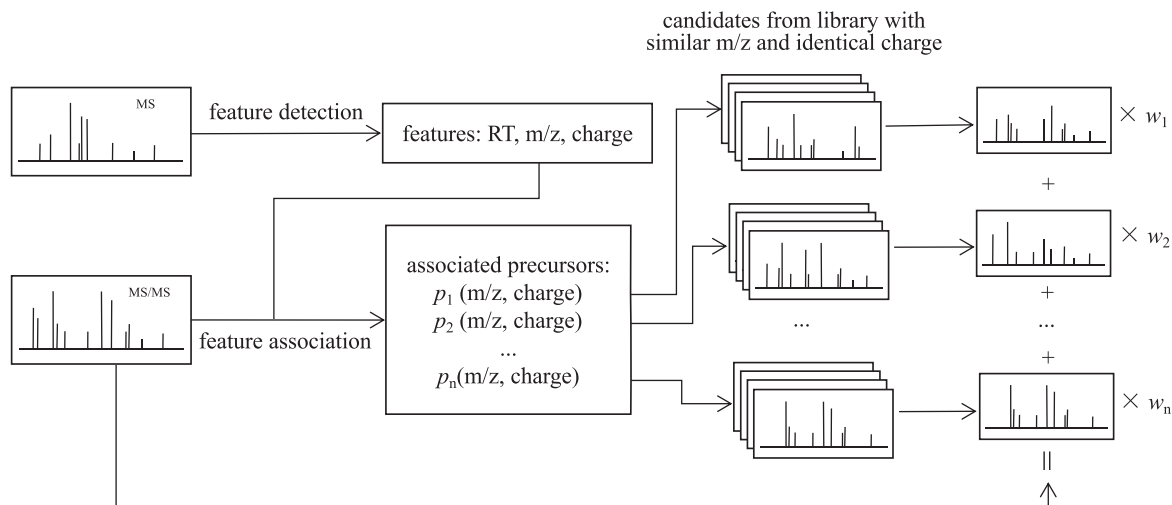 candidates from library with
similar m/z and identical charge
MS
feature detection
features: RT, m/z, charge
× w1
+
× w2
MS/MS
feature association
associated precursors:
p1 (m/z, charge)
p2 (m/z, charge)
...
pn(m/z, charge)
...
+
...
+
× wn
=